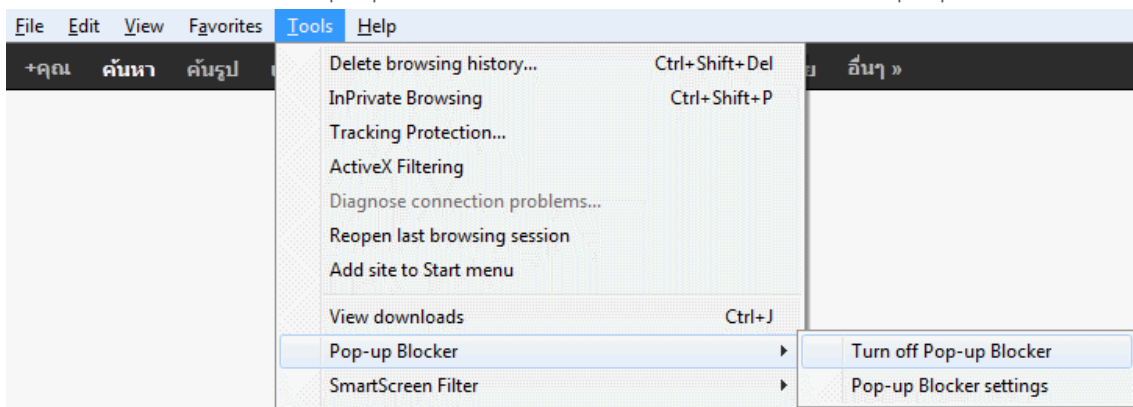 File Edit View Favorites Tools Help
+คุณ ค้นหา ค้นรูป อื่นๆ »
Delete browsing history... Ctrl+Shift+Del
InPrivate Browsing Ctrl+Shift+P
Tracking Protection...
ActiveX Filtering
Diagnose connection problems...
Reopen last browsing session
Add site to Start menu
View downloads Ctrl+J
Pop-up Blocker
Turn off Pop-up Blocker
SmartScreen Filter
Pop-up Blocker settings